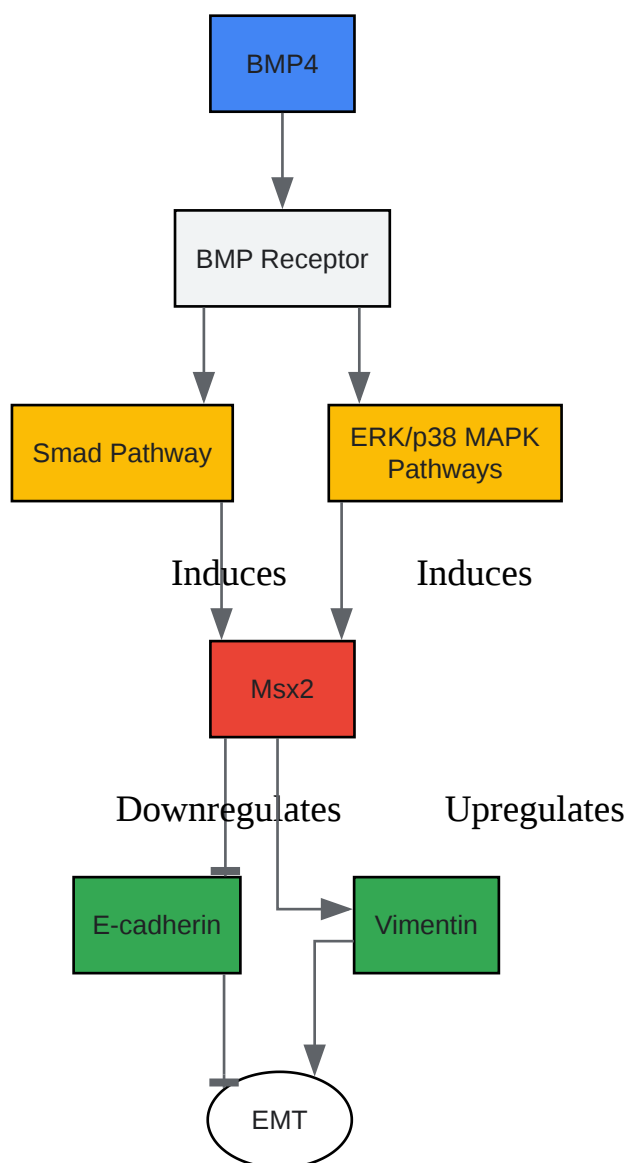 BMP4
BMP Receptor
Smad Pathway
ERK/p38 MAPK
Pathways
Induces
Induces
Msx2
Downregulates
Upregulates
E-cadherin
Vimentin
EMT